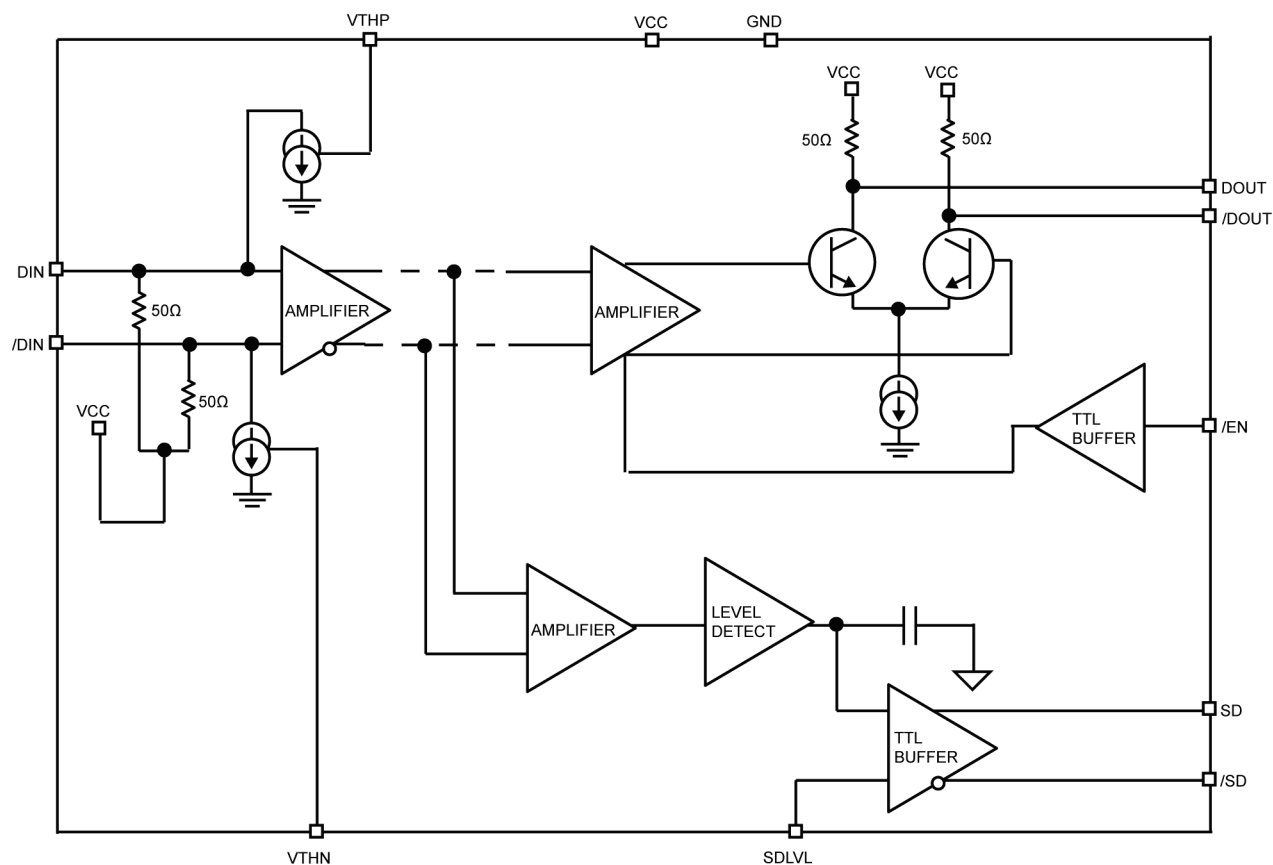 VTHP
VCC
GND
VCC
VCC
50Ω
50Ω
DOUT
/DOUT
DIN
50Ω
AMPLIFIER
AMPLIFIER
/DIN
50Ω
VCC
TTL
BUFFER
/EN
LEVEL
DETECT
AMPLIFIER
SD
TTL
BUFFER
/SD
VTHN
SDLVL